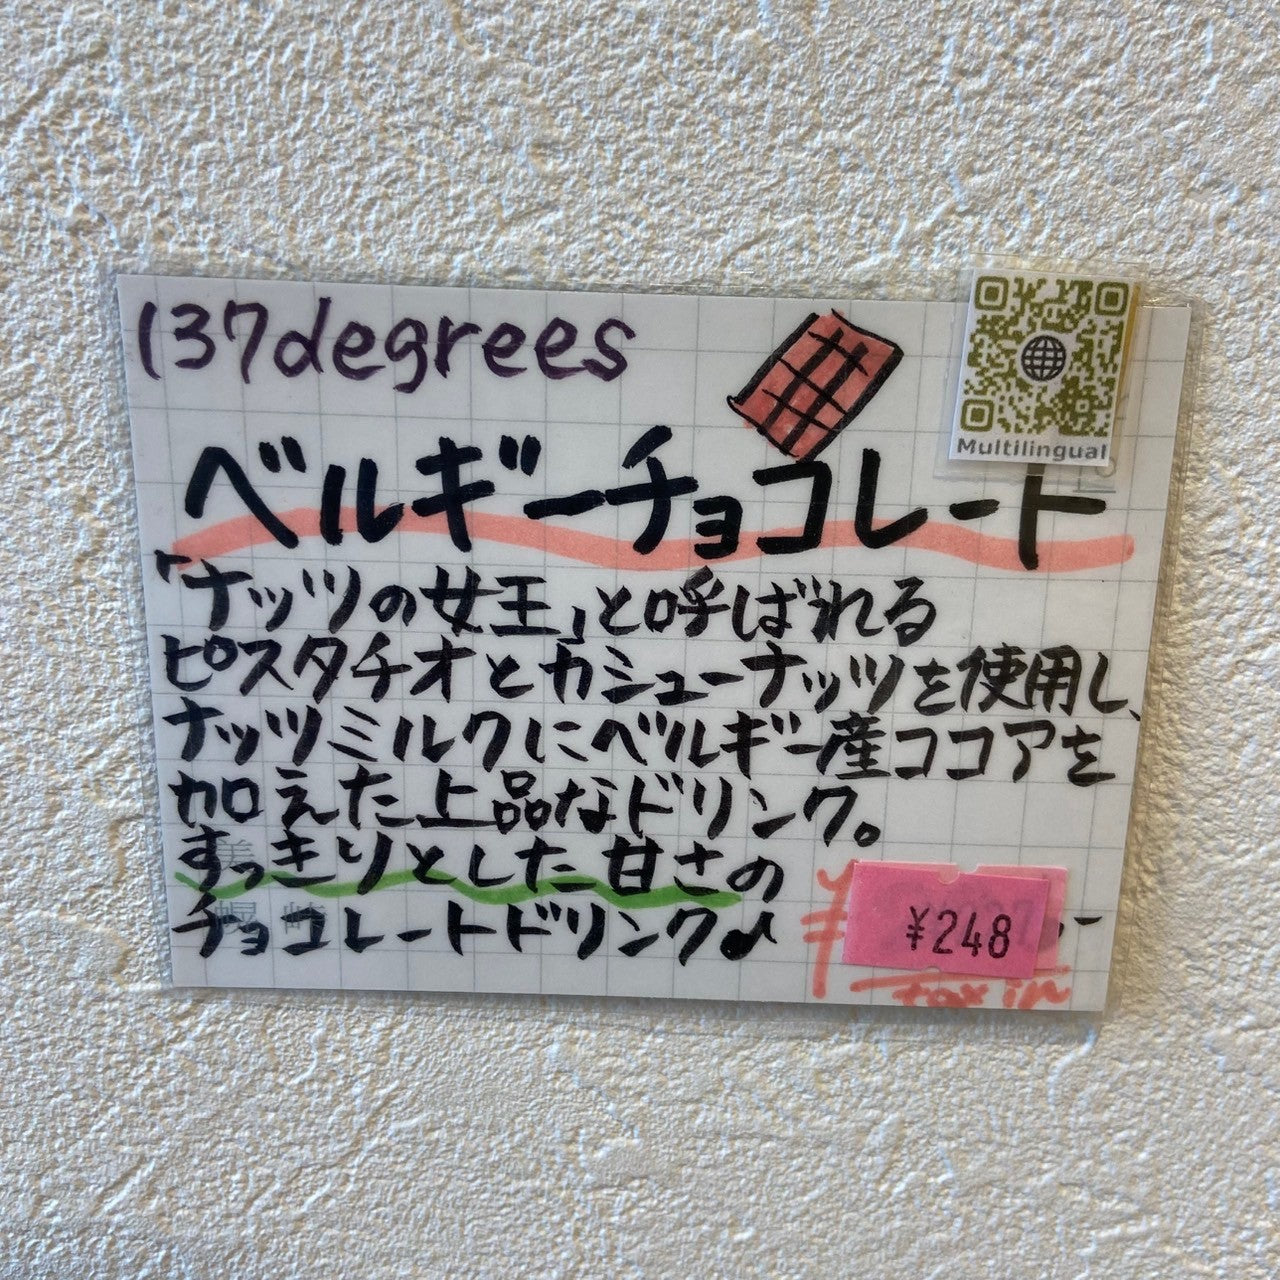 137degrees
Multilingual
ベルギーチョコレート
「ナッツの女王」と呼ばれる
ピスタチオとカシューナッツを使用し、
ナッツミルクにベルギー産ココアを
加えた上品なドリンク。
すっきりとした甘さの
チョコレートドリンク♪
¥
¥248
tax in